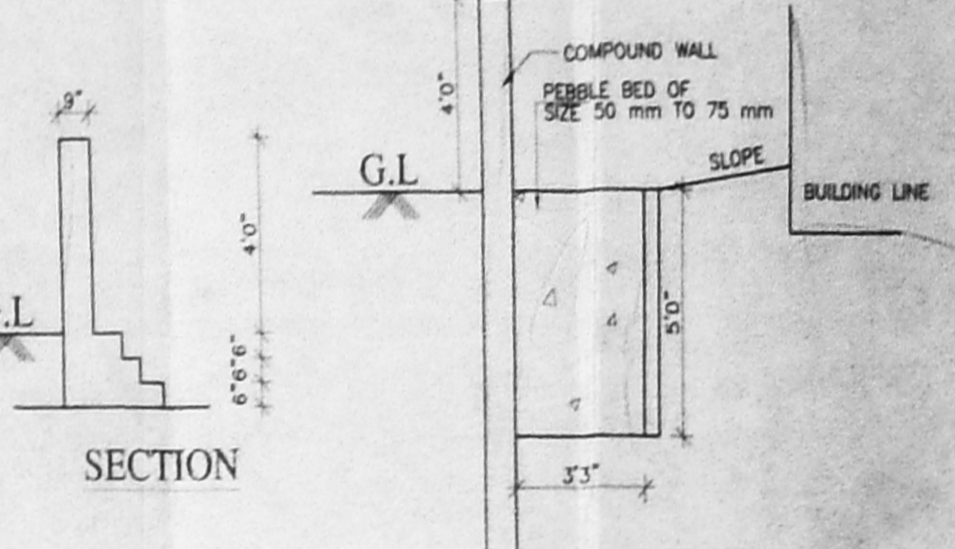 9"
4'0"
6"6"6"
SECTION
4'0"
COMPOUND WALL
PEBBLE BED OF
SIZE 50 mm TO 75 mm
G.L
SLOPE
BUILDING LINE
5'0"
3'3"